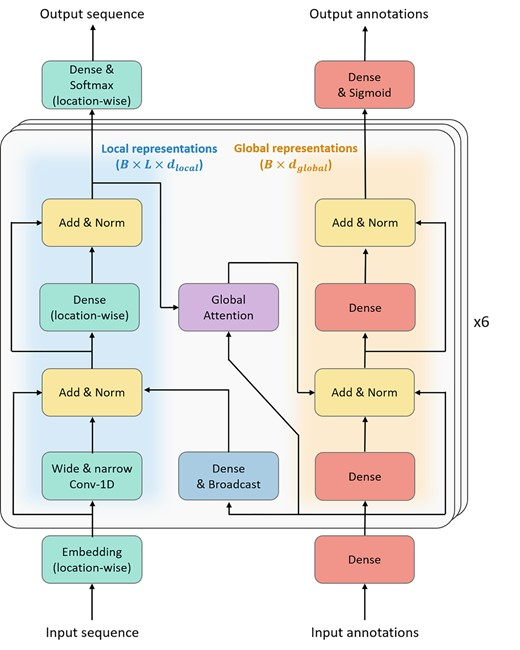 Output sequence
Output annotations
Dense &
Softmax
(location-wise)
Dense
& Sigmoid
Local representations
(B × L × d_local)
Global representations
(B × d_global)
Add & Norm
Add & Norm
Dense
(location-wise)
Global
Attention
Dense
x6
Add & Norm
Add & Norm
Wide & narrow
Conv-1D
Dense
& Broadcast
Dense
Embedding
(location-wise)
Dense
Input sequence
Input annotations